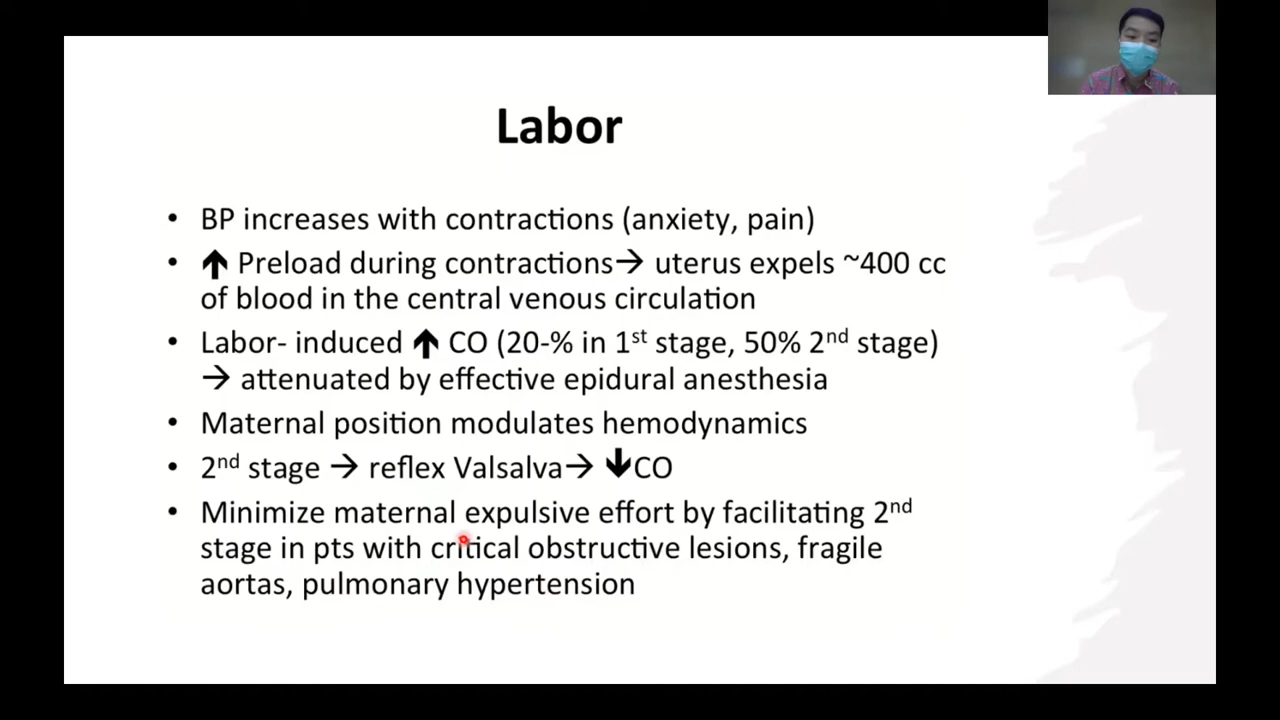 Labor
• BP increases with contractions (anxiety, pain)
• 🡹 Preload during contractions→ uterus expels ~400 cc
of blood in the central venous circulation
• Labor- induced 🡹 CO (20-% in 1st stage, 50% 2nd stage)
→ attenuated by effective epidural anesthesia
• Maternal position modulates hemodynamics
• 2nd stage → reflex Valsalva→ 🡻CO
• Minimize maternal expulsive effort by facilitating 2nd
stage in pts with critical obstructive lesions, fragile
aortas, pulmonary hypertension